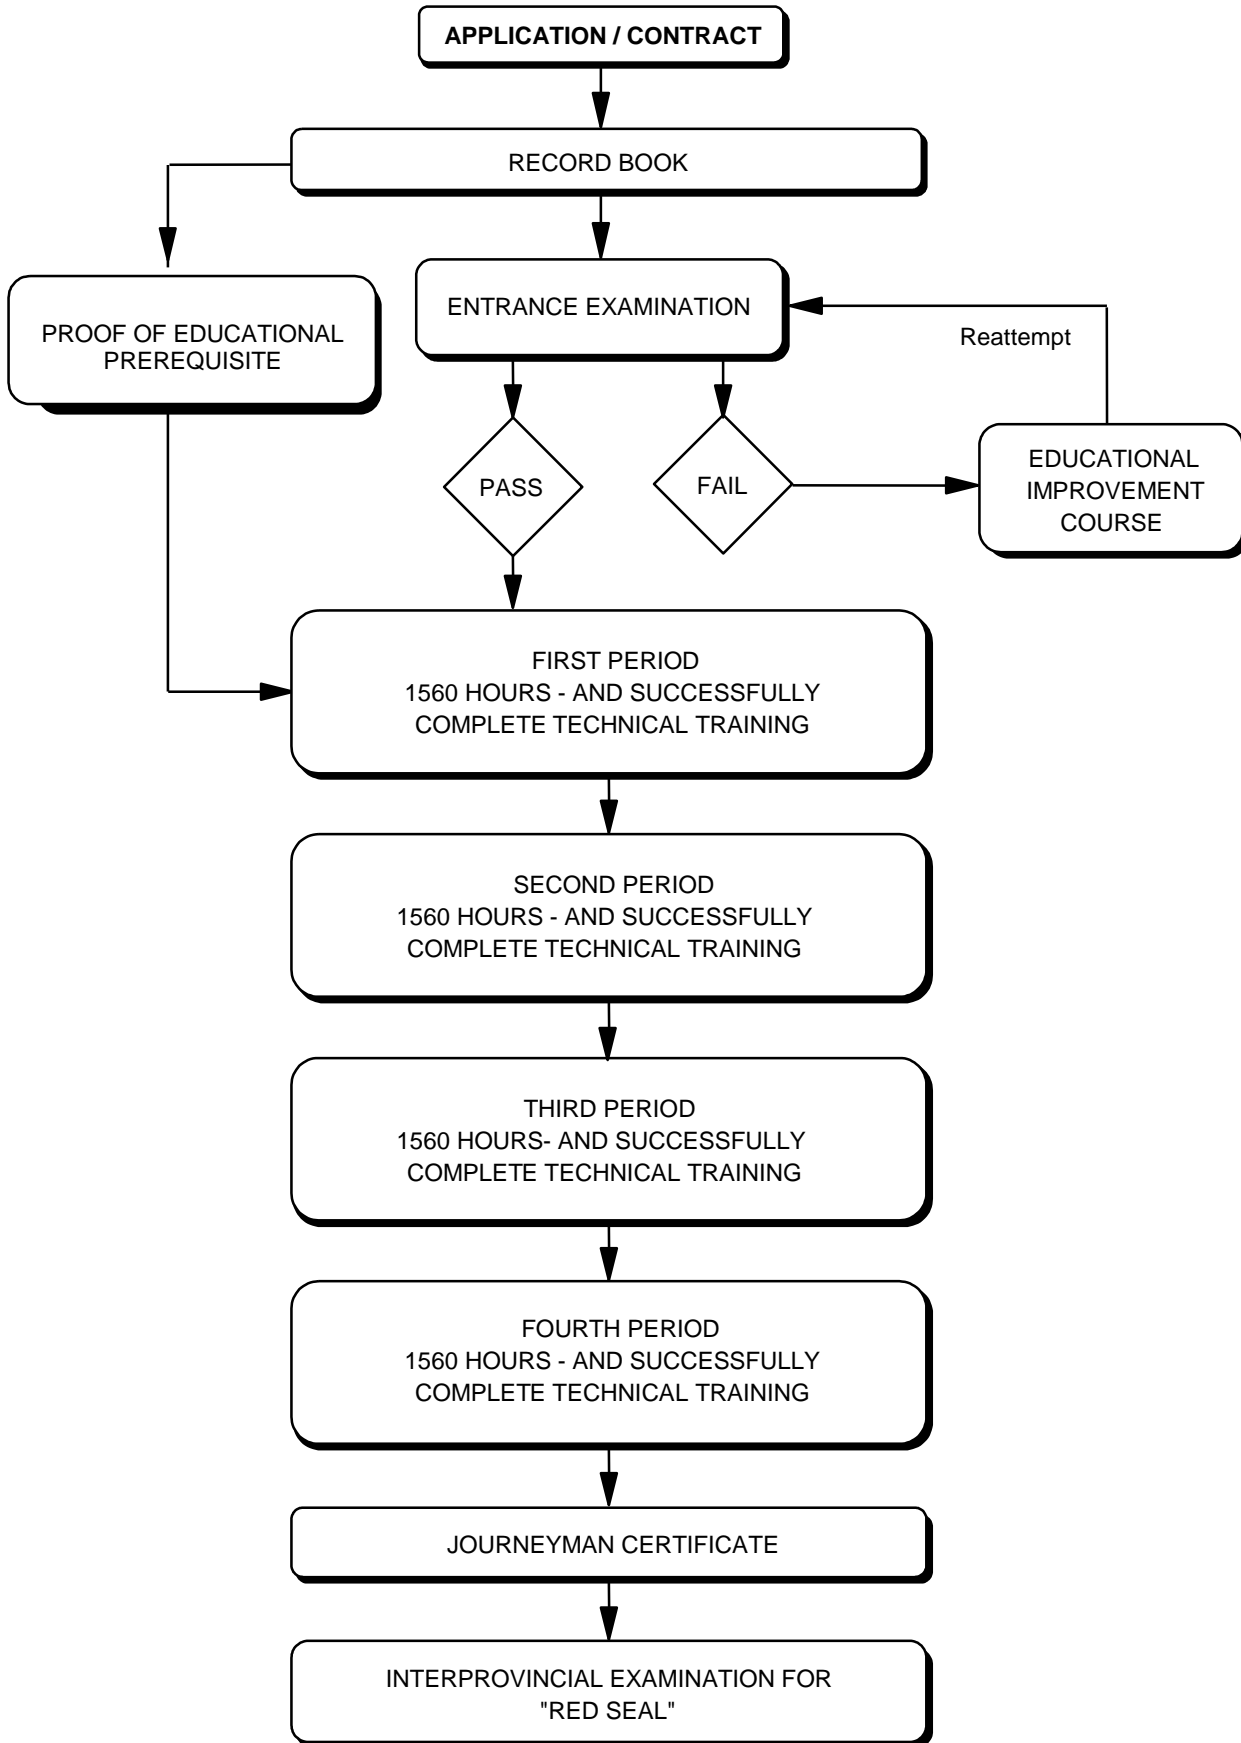 APPLICATION / CONTRACT
RECORD BOOK
PROOF OF EDUCATIONAL
PREREQUISITE
ENTRANCE EXAMINATION
Reattempt
PASS
FAIL
EDUCATIONAL
IMPROVEMENT
COURSE
FIRST PERIOD
1560 HOURS - AND SUCCESSFULLY
COMPLETE TECHNICAL TRAINING
SECOND PERIOD
1560 HOURS - AND SUCCESSFULLY
COMPLETE TECHNICAL TRAINING
THIRD PERIOD
1560 HOURS- AND SUCCESSFULLY
COMPLETE TECHNICAL TRAINING
FOURTH PERIOD
1560 HOURS - AND SUCCESSFULLY
COMPLETE TECHNICAL TRAINING
JOURNEYMAN CERTIFICATE
INTERPROVINCIAL EXAMINATION FOR
"RED SEAL"